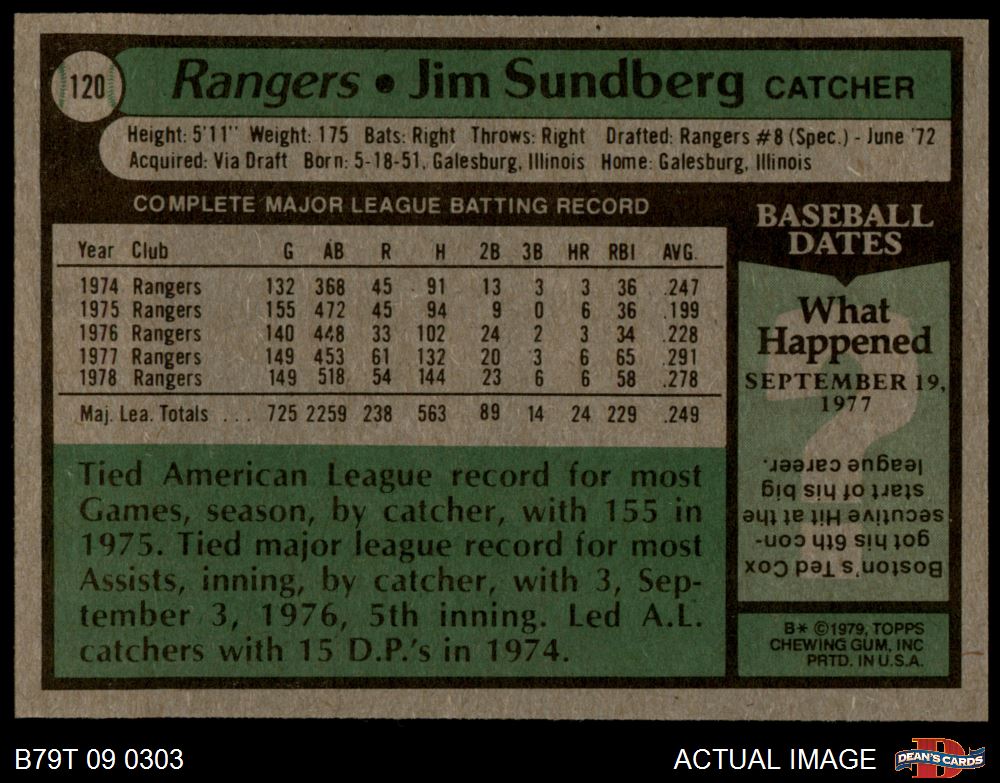 120
Rangers • Jim Sundberg CATCHER
Height: 5'11" Weight: 175 Bats: Right Throws: Right Drafted: Rangers #8 (Spec.) - June '72
Acquired: Via Draft Born: 5-18-51, Galesburg, Illinois Home: Galesburg, Illinois
COMPLETE MAJOR LEAGUE BATTING RECORD
Year Club G AB R H 2B 3B HR RBI AVG.
1974 Rangers 132 368 45 91 13 3 3 36 .247
1975 Rangers 155 472 45 94 9 0 6 36 .199
1976 Rangers 140 448 33 102 24 2 3 34 .228
1977 Rangers 149 453 61 132 20 3 6 65 .291
1978 Rangers 149 518 54 144 23 6 6 58 .278
Maj. Lea. Totals . . . 725 2259 238 563 89 14 24 229 .249
Tied American League record for most
Games, season, by catcher, with 155 in
1975. Tied major league record for most
Assists, inning, by catcher, with 3, Sep-
tember 3, 1976, 5th inning. Led A.L.
catchers with 15 D.P.'s in 1974.
BASEBALL
DATES
What
Happened
SEPTEMBER 19,
1977
?
Boston's Ted Cox
got his 6th con-
secutive Hit at the
start of his big
league career.
B* ©1979, TOPPS
CHEWING GUM, INC
PRTD. IN U.S.A.
B79T 09 0303
ACTUAL IMAGE
D
DEAN'S CARDS